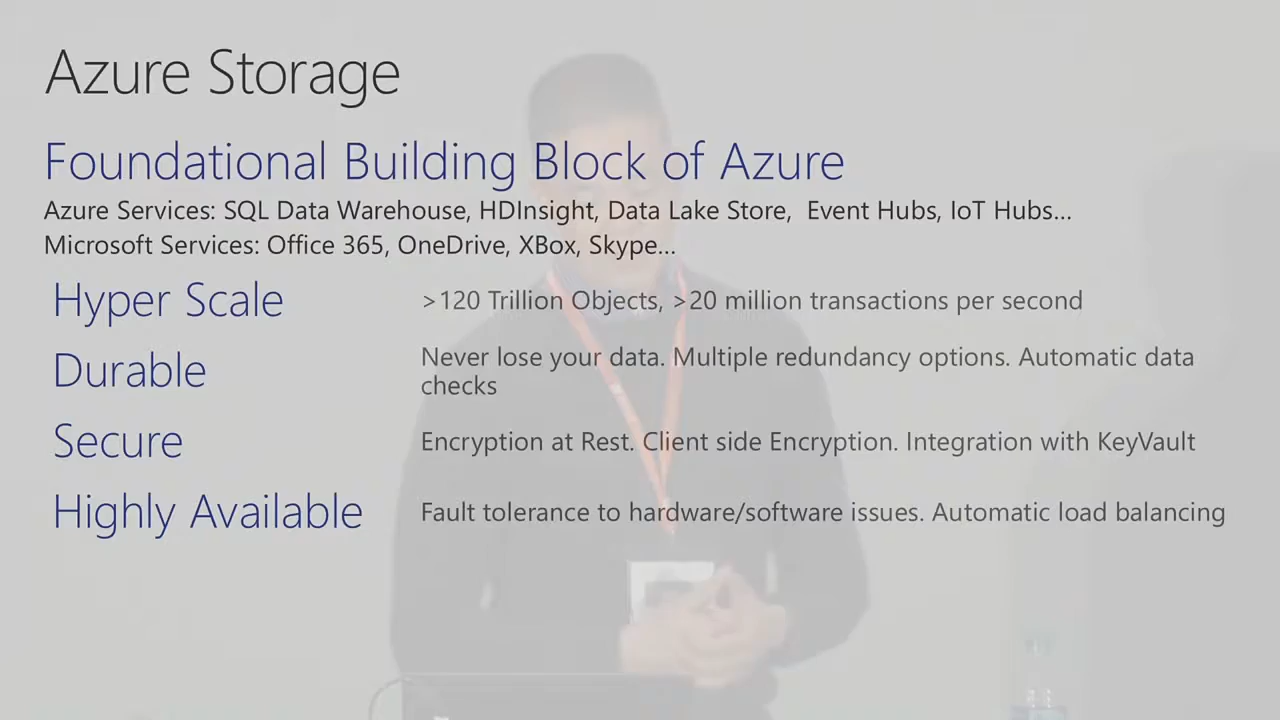 Azure Storage
Foundational Building Block of Azure
Azure Services: SQL Data Warehouse, HDInsight, Data Lake Store,  Event Hubs, IoT Hubs...
Microsoft Services: Office 365, OneDrive, XBox, Skype...
Hyper Scale
>120 Trillion Objects, >20 million transactions per second
Durable
Never lose your data. Multiple redundancy options. Automatic data
checks
Secure
Encryption at Rest. Client side Encryption. Integration with KeyVault
Highly Available
Fault tolerance to hardware/software issues. Automatic load balancing